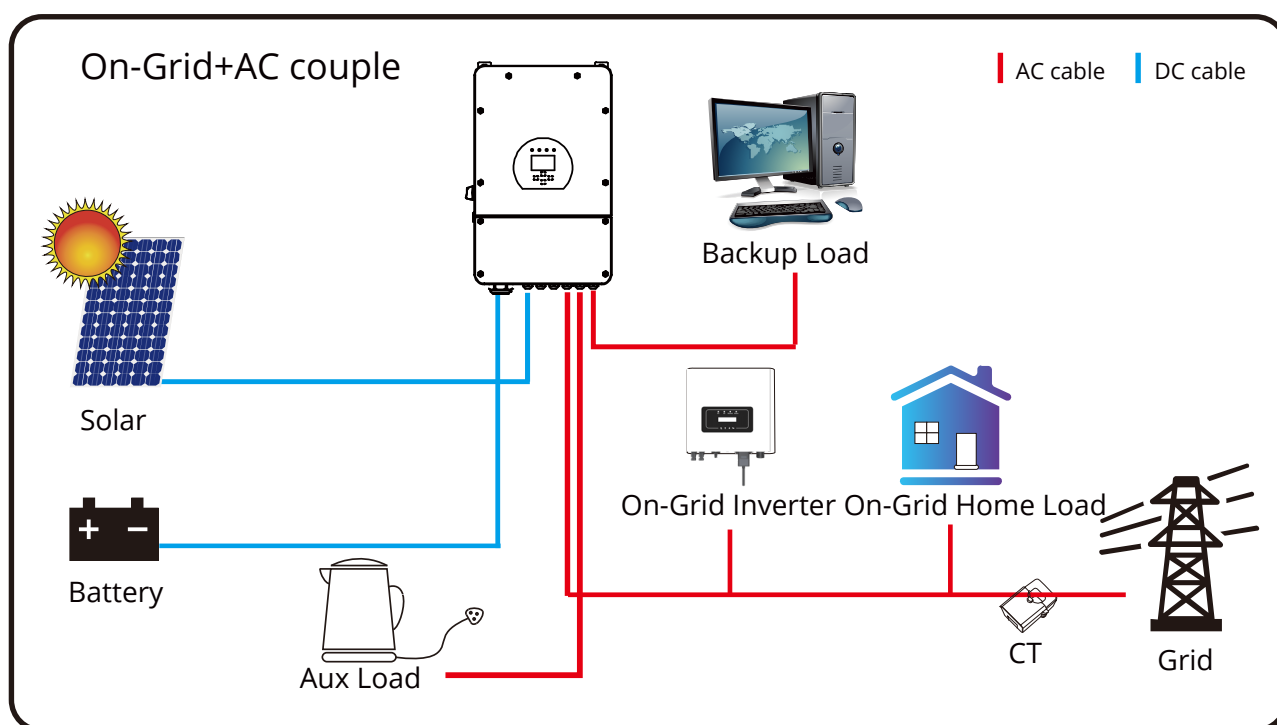 On-Grid+AC couple
AC cable
DC cable
Backup Load
Solar
On-Grid Inverter
On-Grid Home Load
Battery
Aux Load
CT
Grid